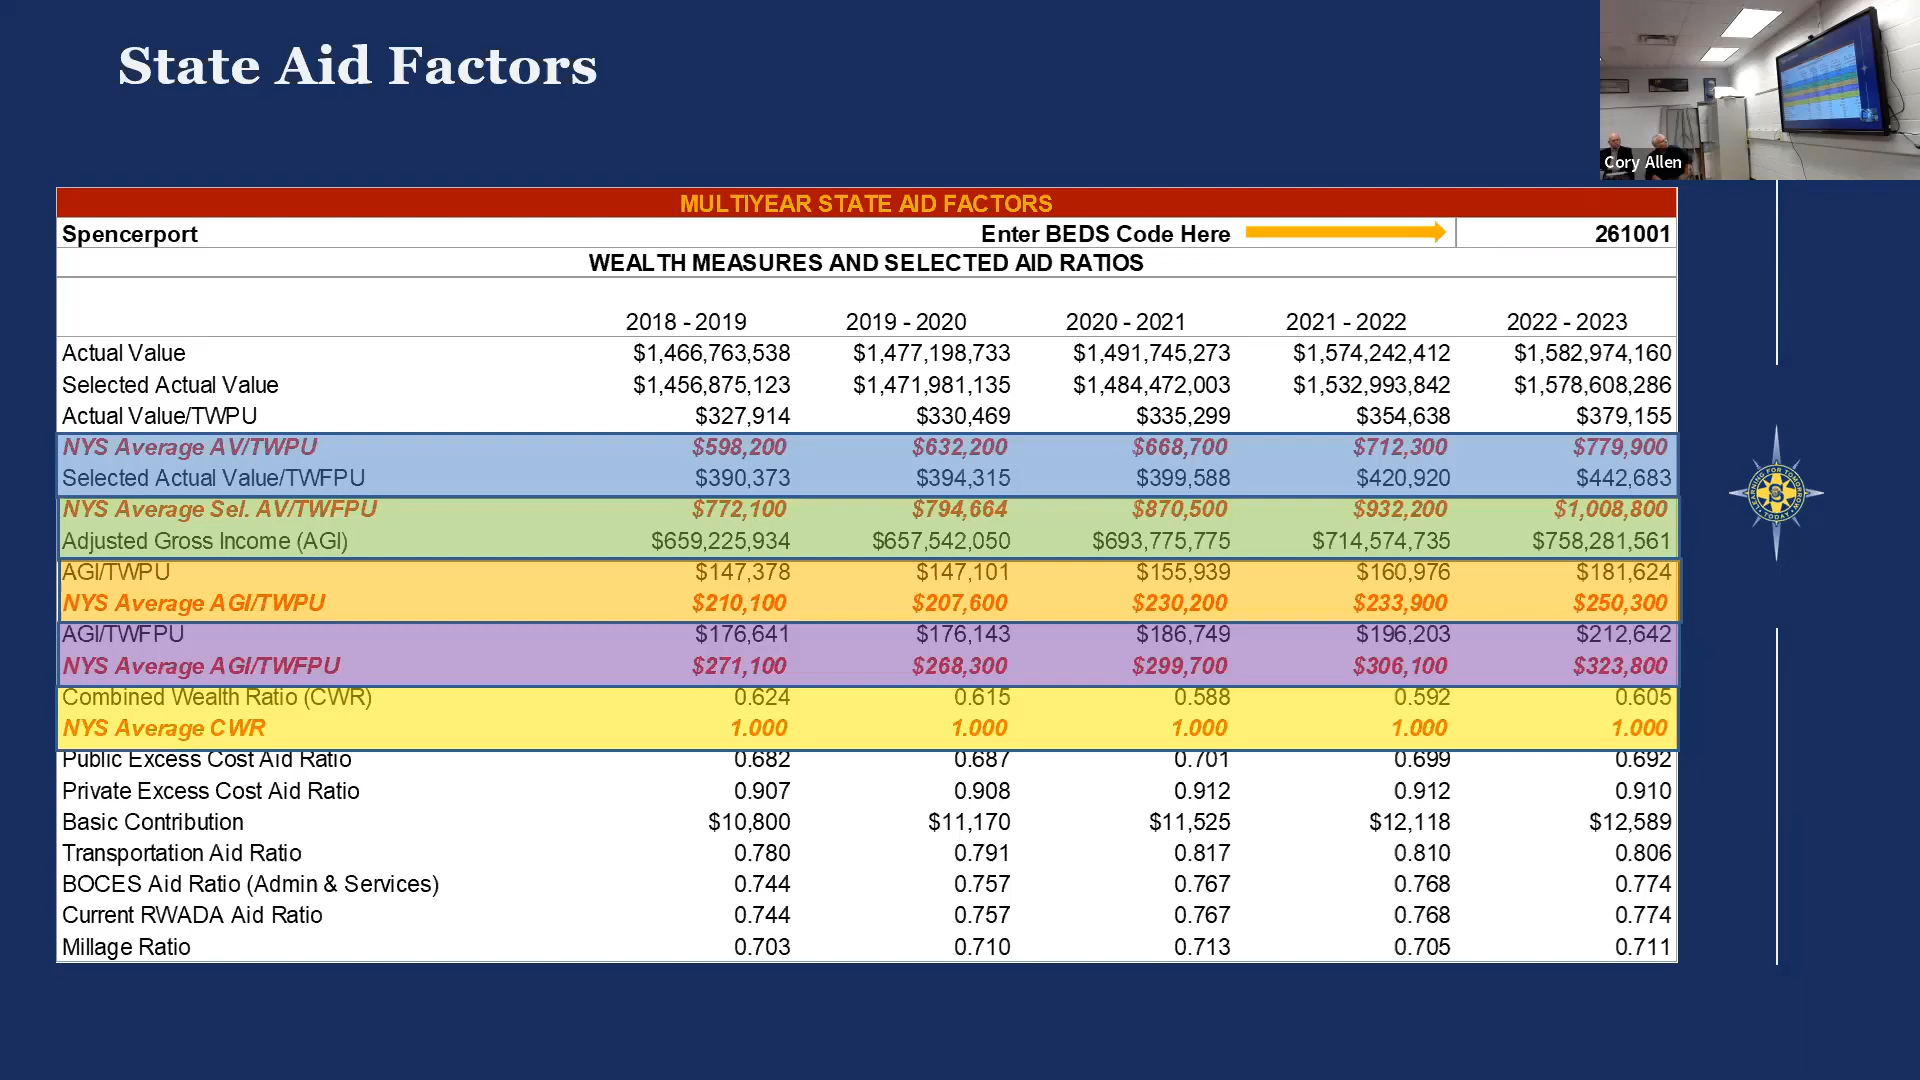 State Aid Factors
Cory Allen
MULTIYEAR STATE AID FACTORS
Spencerport Enter BEDS Code Here 261001
WEALTH MEASURES AND SELECTED AID RATIOS
2018 - 2019 2019 - 2020 2020 - 2021 2021 - 2022 2022 - 2023
Actual Value $1,466,763,538 $1,477,198,733 $1,491,745,273 $1,574,242,412 $1,582,974,160
Selected Actual Value $1,456,875,123 $1,471,981,135 $1,484,472,003 $1,532,993,842 $1,578,608,286
Actual Value/TWPU $327,914 $330,469 $335,299 $354,638 $379,155
NYS Average AV/TWPU $598,200 $632,200 $668,700 $712,300 $779,900
Selected Actual Value/TWFPU $390,373 $394,315 $399,588 $420,920 $442,683
NYS Average Sel. AV/TWFPU $772,100 $794,664 $870,500 $932,200 $1,008,800
Adjusted Gross Income (AGI) $659,225,934 $657,542,050 $693,775,775 $714,574,735 $758,281,561
AGI/TWPU $147,378 $147,101 $155,939 $160,976 $181,624
NYS Average AGI/TWPU $210,100 $207,600 $230,200 $233,900 $250,300
AGI/TWFPU $176,641 $176,143 $186,749 $196,203 $212,642
NYS Average AGI/TWFPU $271,100 $268,300 $299,700 $306,100 $323,800
Combined Wealth Ratio (CWR) 0.624 0.615 0.588 0.592 0.605
NYS Average CWR 1.000 1.000 1.000 1.000 1.000
Public Excess Cost Aid Ratio 0.682 0.687 0.701 0.699 0.692
Private Excess Cost Aid Ratio 0.907 0.908 0.912 0.912 0.910
Basic Contribution $10,800 $11,170 $11,525 $12,118 $12,589
Transportation Aid Ratio 0.780 0.791 0.817 0.810 0.806
BOCES Aid Ratio (Admin & Services) 0.744 0.757 0.767 0.768 0.774
Current RWADA Aid Ratio 0.744 0.757 0.767 0.768 0.774
Millage Ratio 0.703 0.710 0.713 0.705 0.711